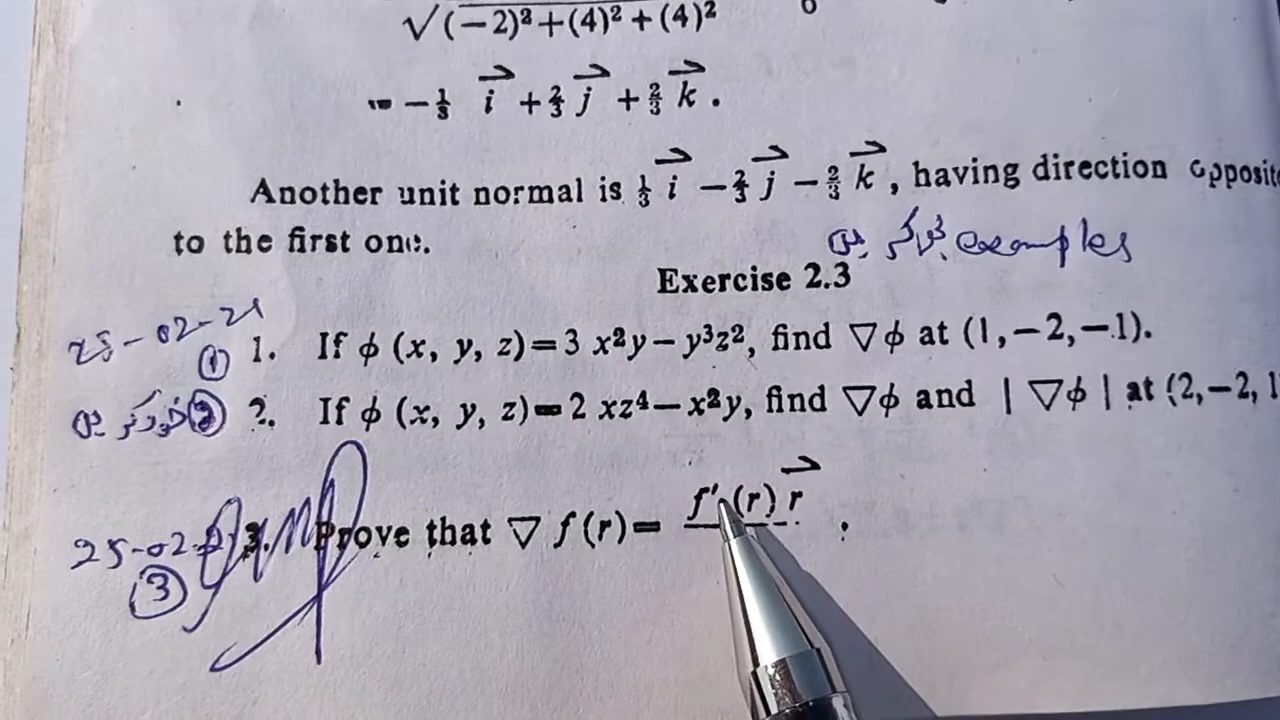 √(−2)²+(4)²+(4)²
= −⅓ i⃗ +⅔ j⃗ +⅔ k⃗ .
Another unit normal is ⅓ i⃗ −⅔ j⃗ −⅔ k⃗ , having direction opposite
to the first one.
examples
Exercise 2.3
25-02-21
① 1. If ϕ (x, y, z)=3 x²y−y³z², find ▽ϕ at (1,−2,−1).
② 2. If ϕ (x, y, z)=2 xz⁴−x²y, find ▽ϕ and | ▽ϕ | at (2,−2, 1
f′(r) r⃗
25-02-21 3. Prove that ▽ f (r)= .
③